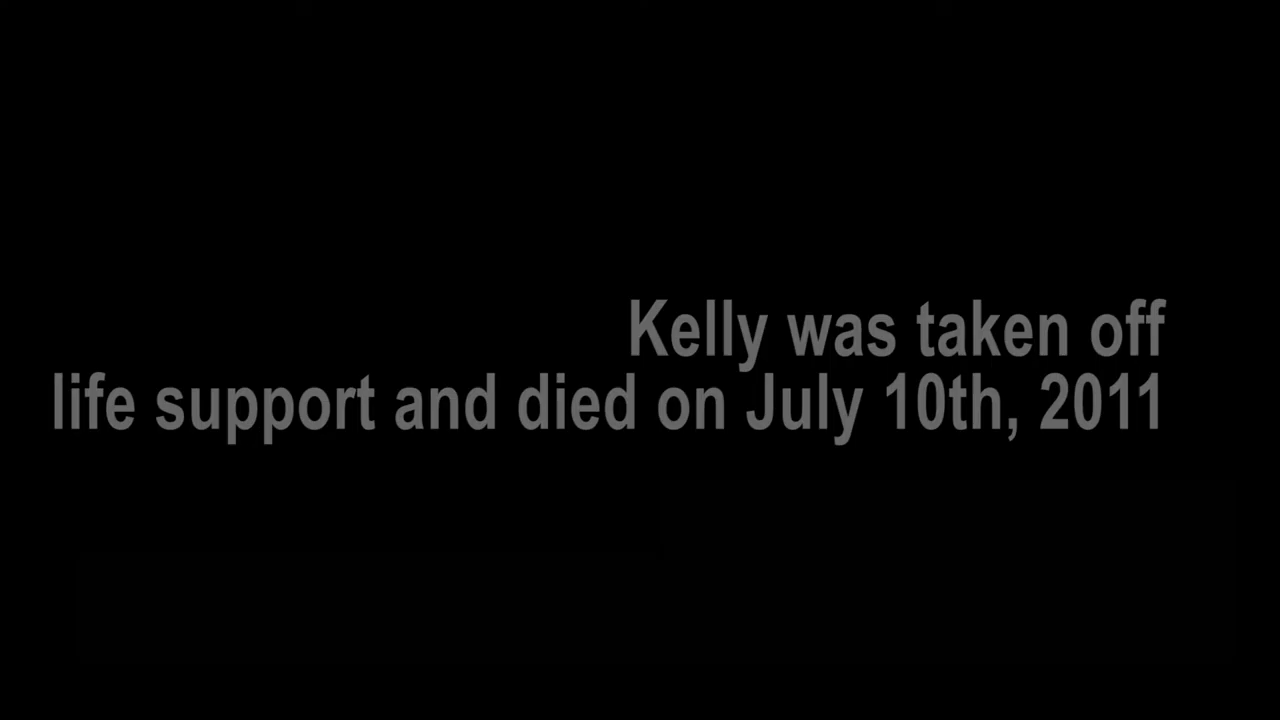 Kelly was taken off
life support and died on July 10th, 2011